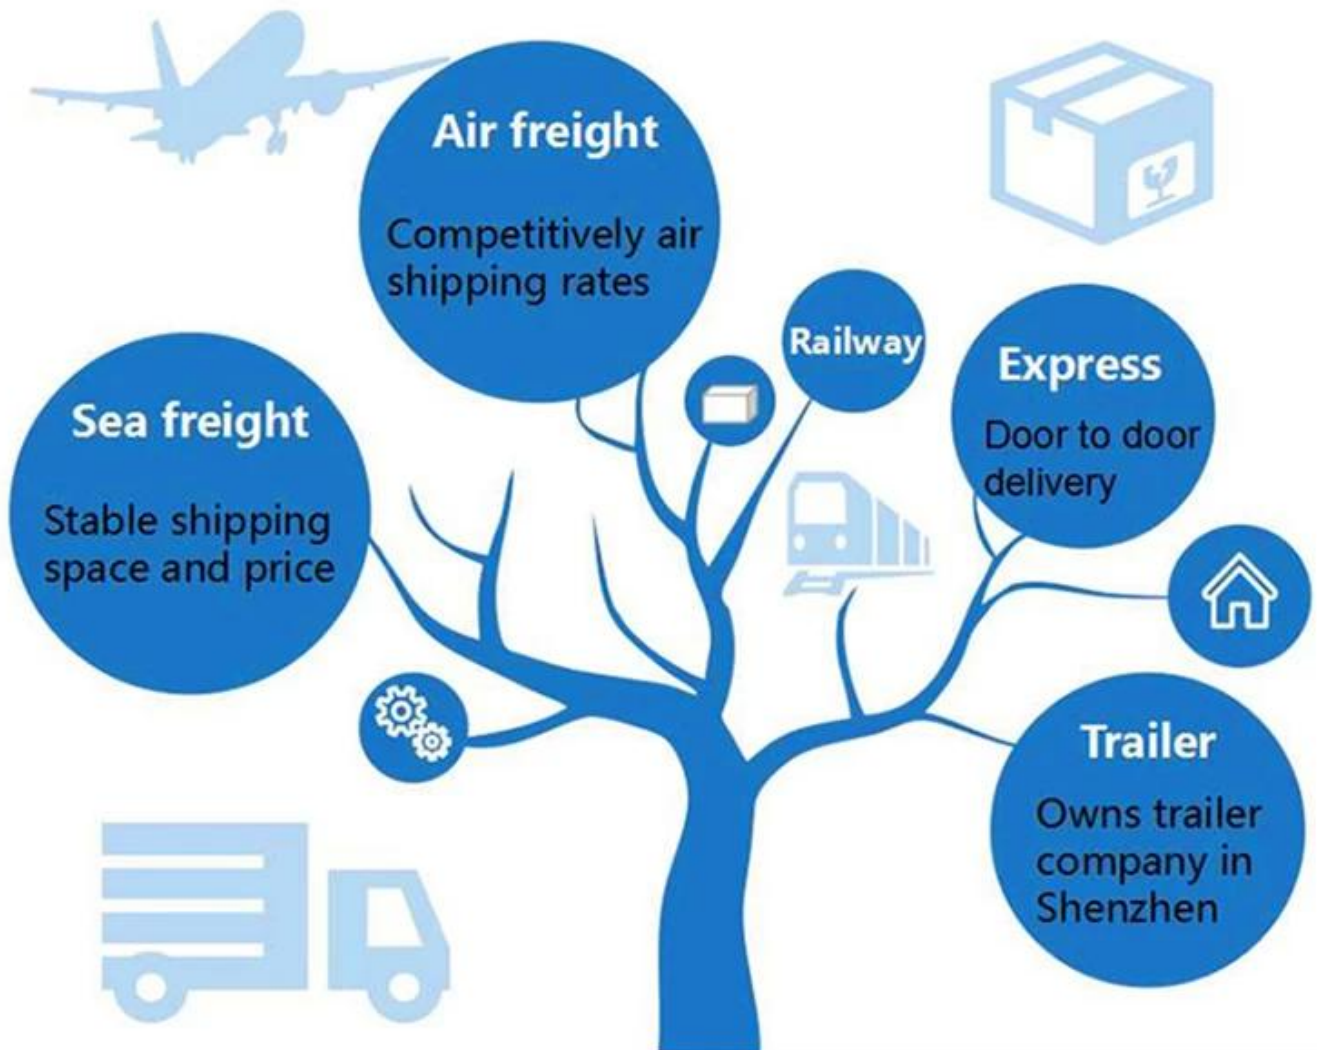 Air freight
Competitively air
shipping rates
Railway
Express
Door to door
delivery
Sea freight
Stable shipping
space and price
Trailer
Owns trailer
company in
Shenzhen